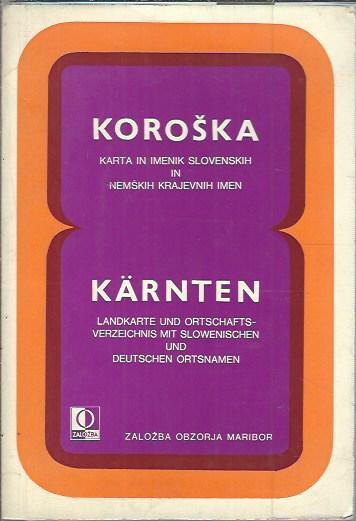 KOROŠKA
KARTA IN IMENIK SLOVENSKIH
IN
NEMŠKIH KRAJEVNIH IMEN
KÄRNTEN
LANDKARTE UND ORTSCHAFTS-
VERZEICHNIS MIT SLOWENISCHEN
UND
DEUTSCHEN ORTSNAMEN
ZALOŽBA
ZALOŽBA OBZORJA MARIBOR